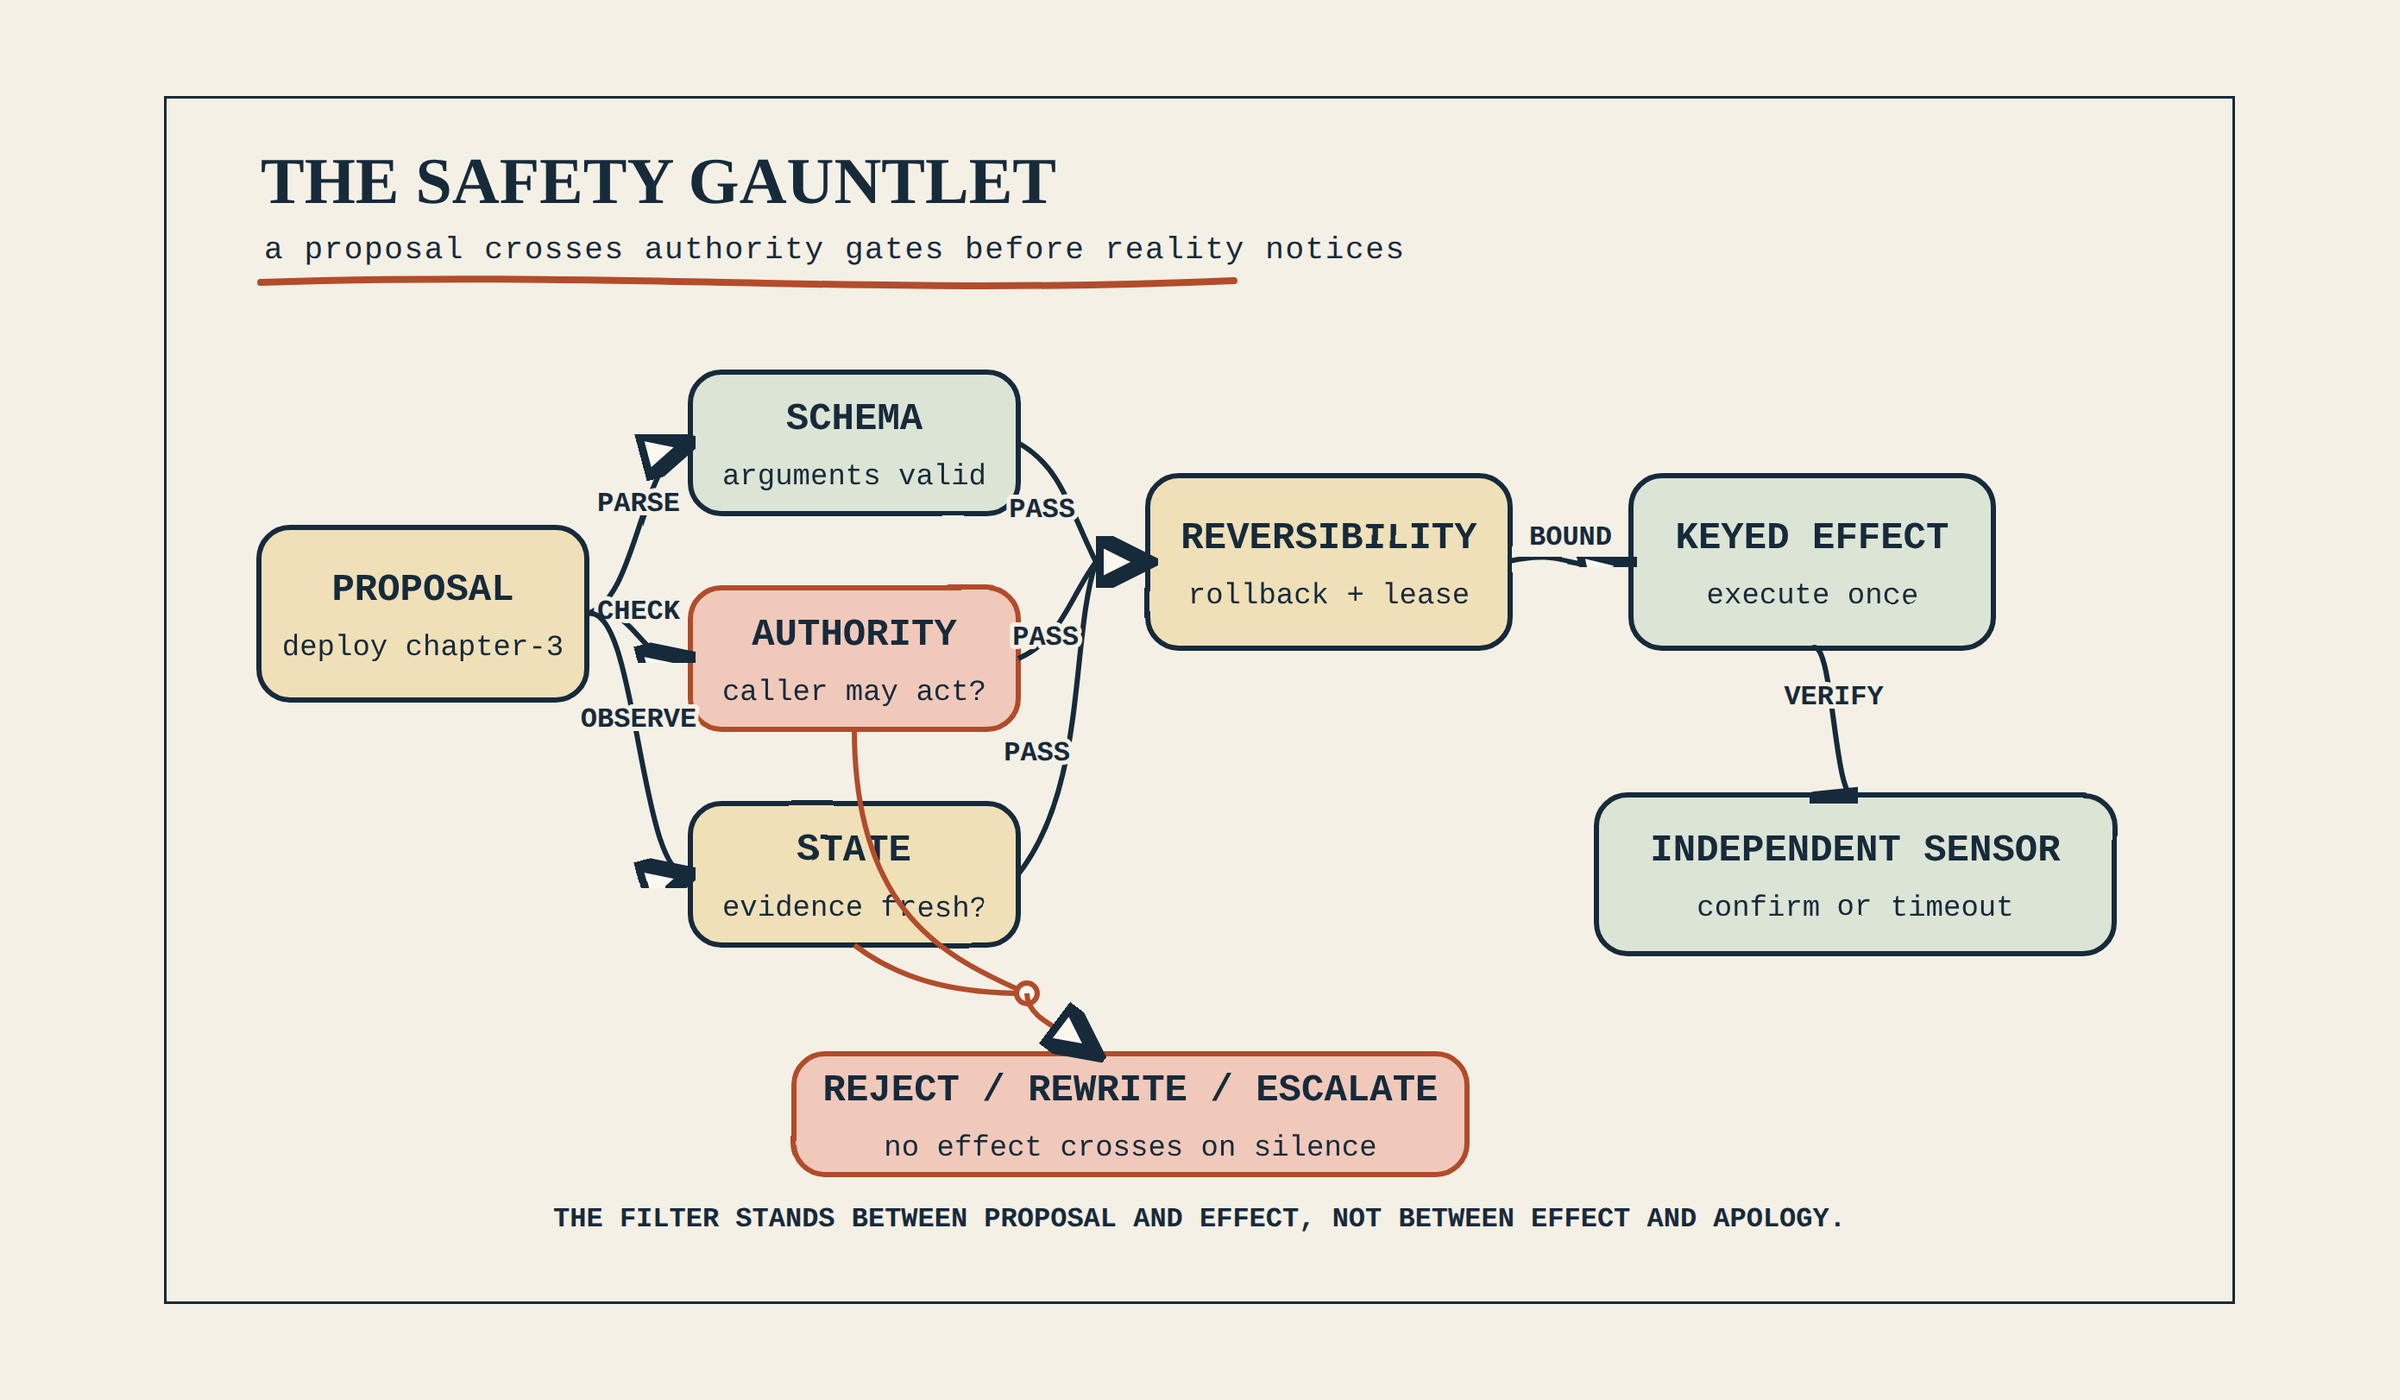 THE SAFETY GAUNTLET
a proposal crosses authority gates before reality notices
SCHEMA
arguments valid
PARSE
PASS
PROPOSAL
deploy chapter-3
CHECK
AUTHORITY
caller may act?
PASS
OBSERVE
PASS
STATE
evidence fresh?
REVERSIBILITY
rollback + lease
BOUND
KEYED EFFECT
execute once
VERIFY
INDEPENDENT SENSOR
confirm or timeout
REJECT / REWRITE / ESCALATE
no effect crosses on silence
THE FILTER STANDS BETWEEN PROPOSAL AND EFFECT, NOT BETWEEN EFFECT AND APOLOGY.